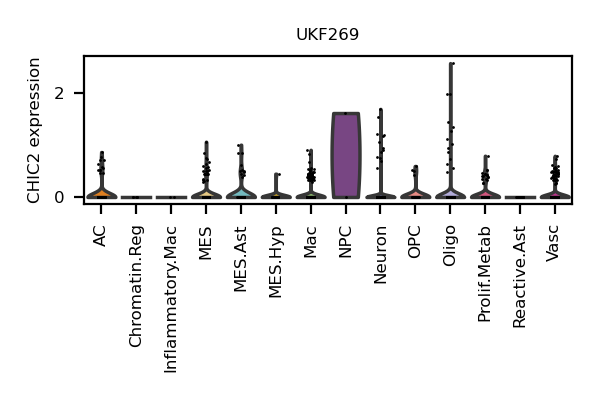 UKF269
CHIC2 expression
2
0
AC
Chromatin.Reg
Inflammatory.Mac
MES
MES.Ast
MES.Hyp
Mac
NPC
Neuron
OPC
Oligo
Prolif.Metab
Reactive.Ast
Vasc